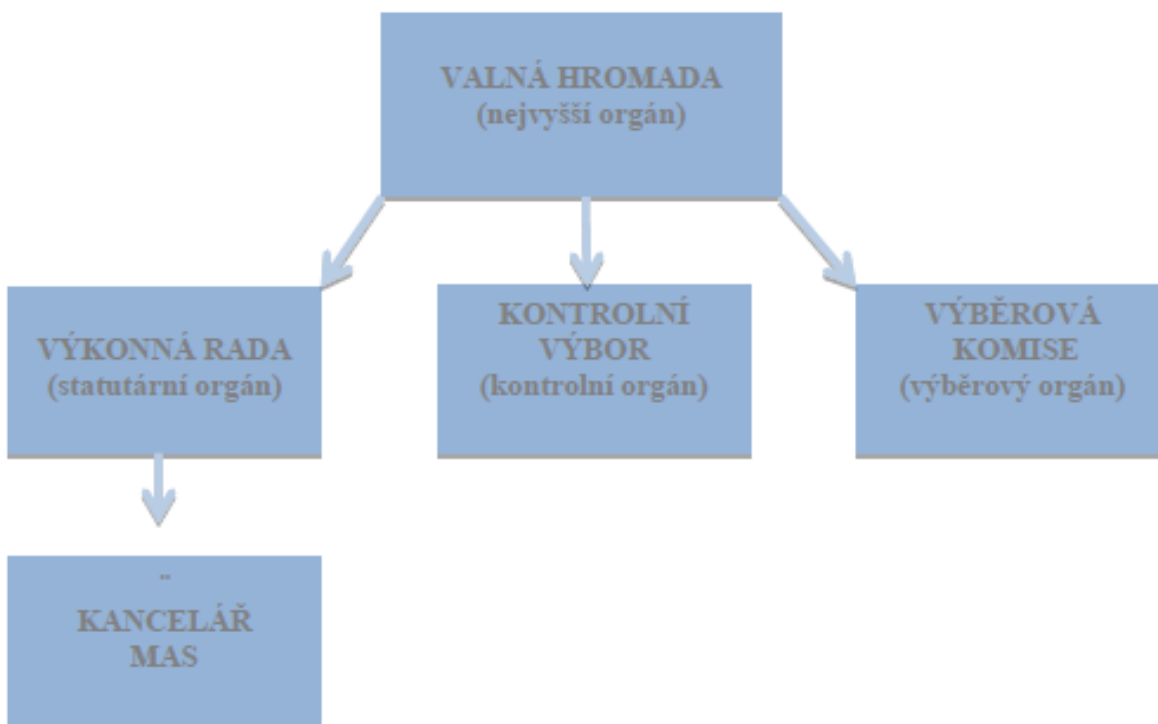 VALNÁ HROMADA
(nejvyšší orgán)
VÝKONNÁ RADA
(statutární orgán)
KONTROLNÍ
VÝBOR
(kontrolní orgán)
VÝBĚROVÁ
KOMISE
(výběrový orgán)
¨
KANCELÁŘ
MAS